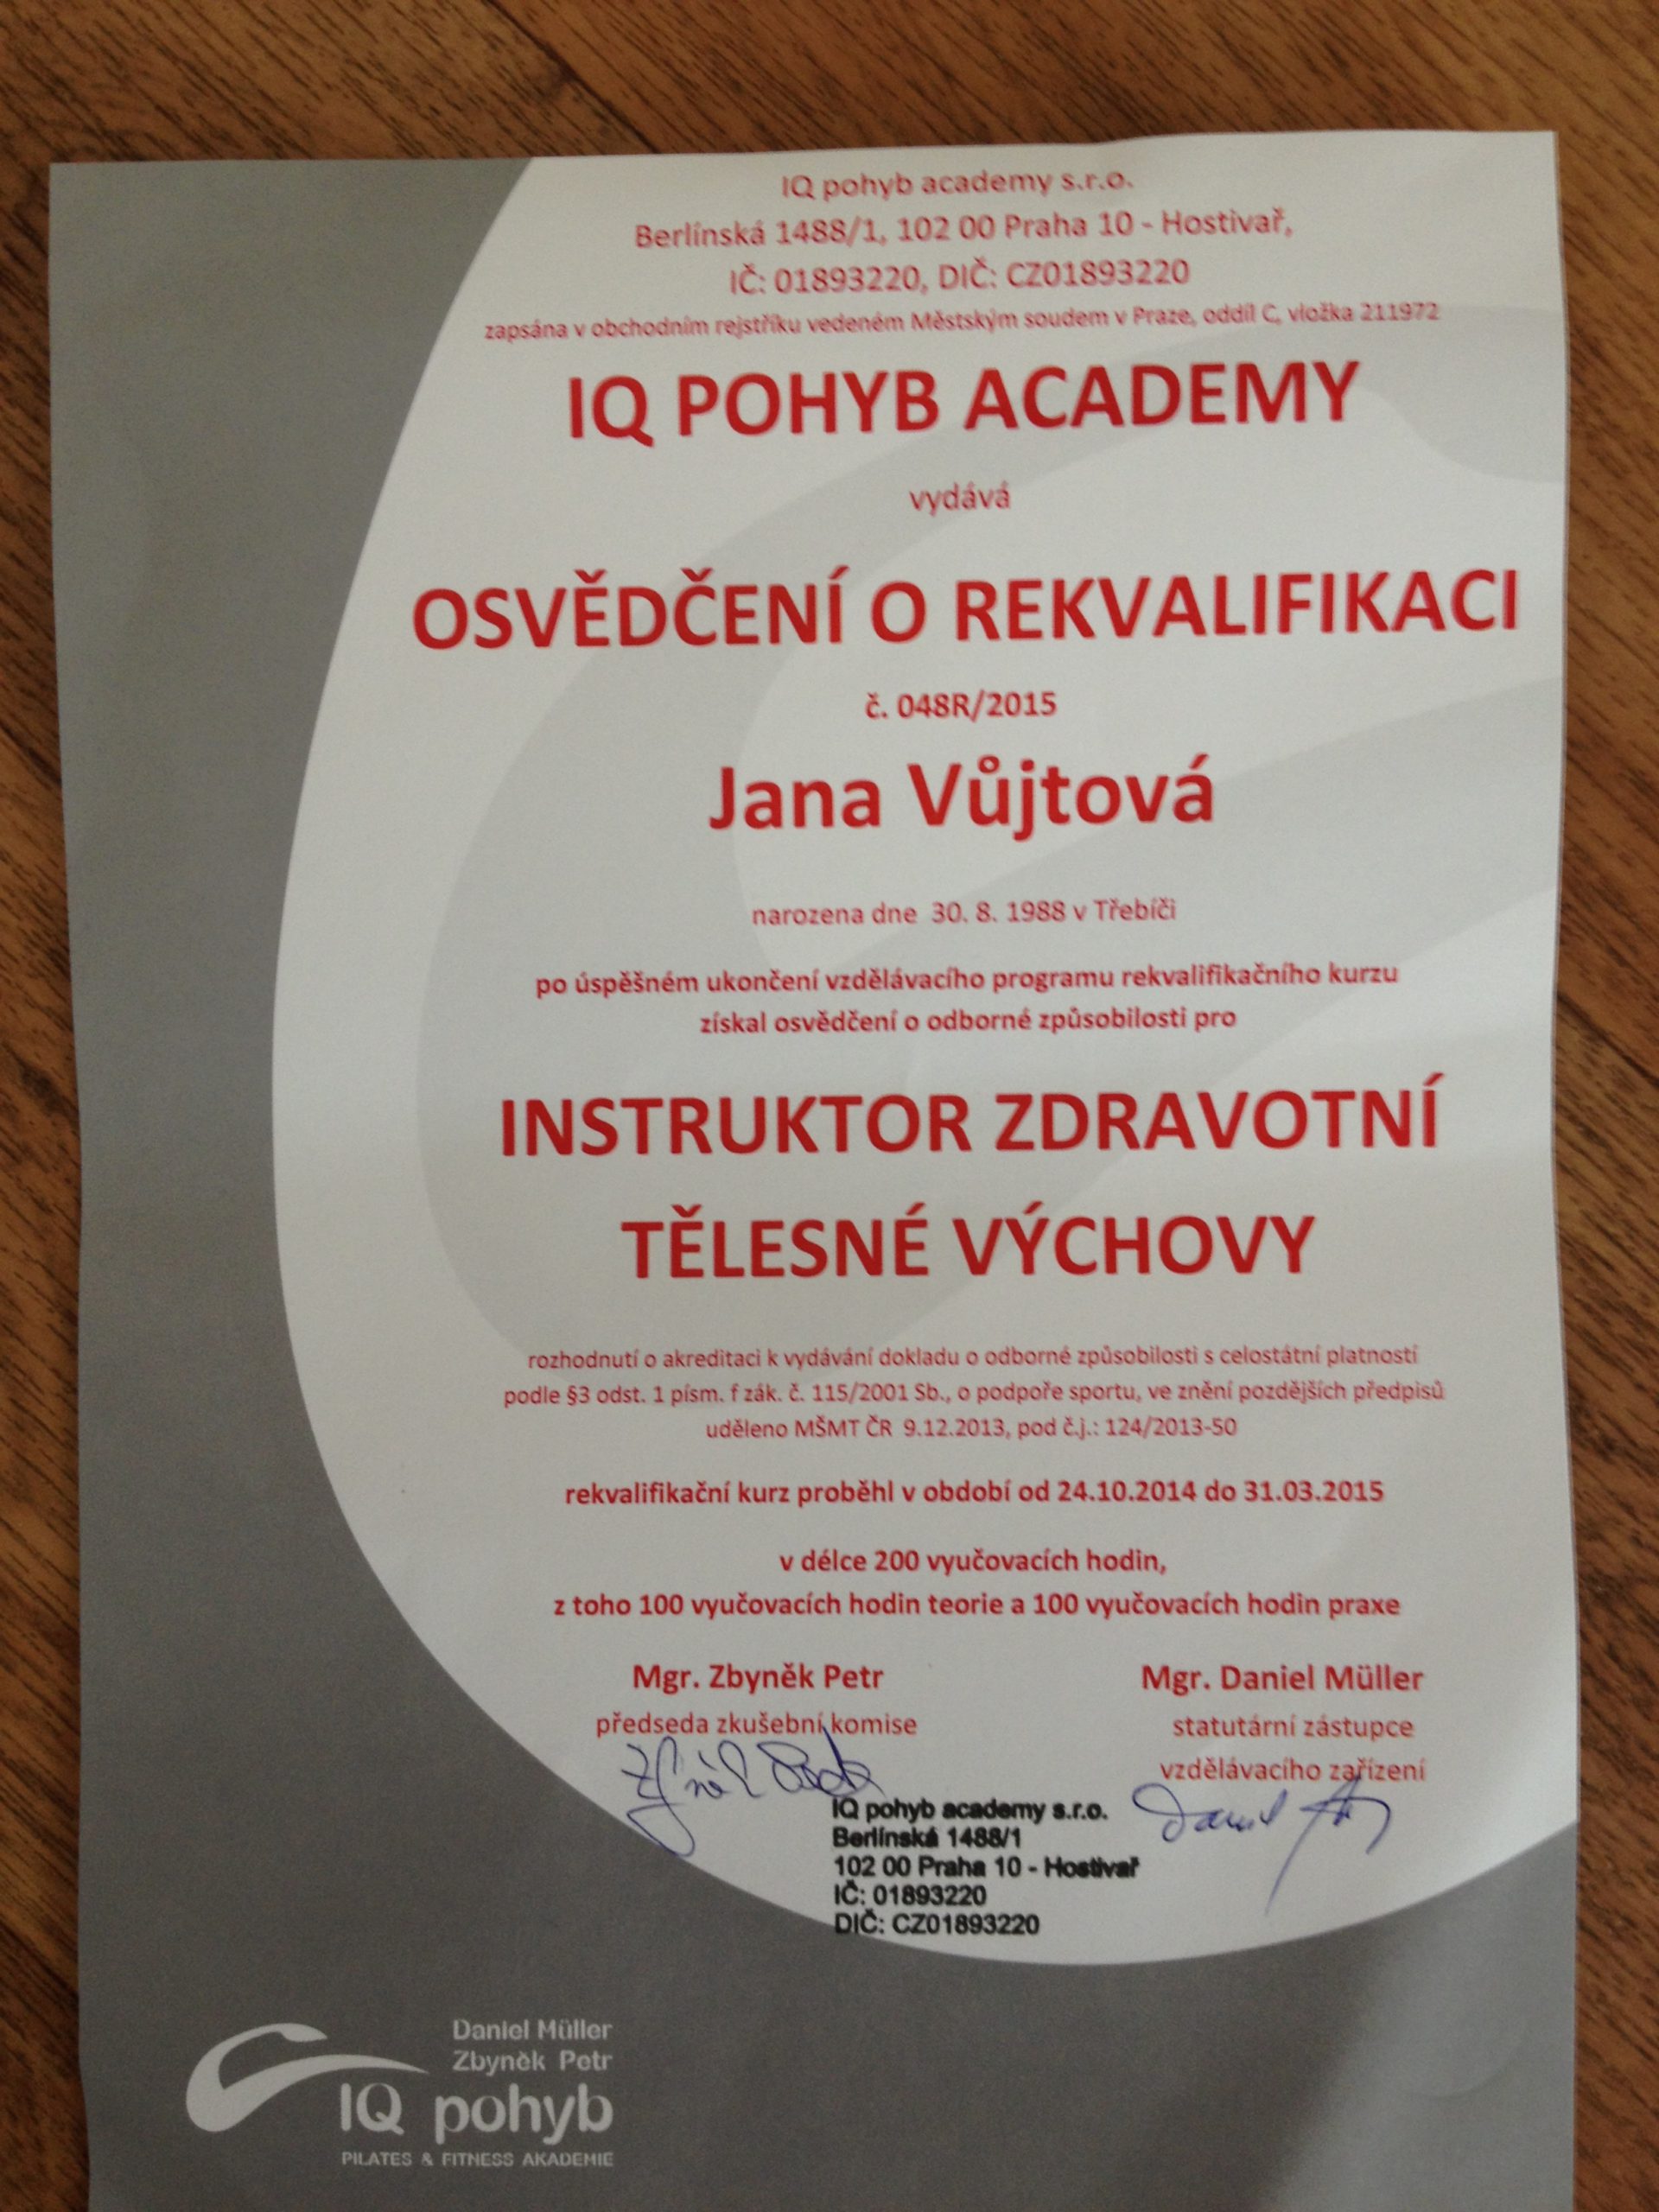 IQ pohyb academy s.r.o.
Berlínská 1488/1, 102 00 Praha 10 - Hostivař,
IČ: 01893220, DIČ: CZ01893220
zapsána v obchodním rejstříku vedeném Městským soudem v Praze, oddíl C, vložka 211972
IQ POHYB ACADEMY
vydává
OSVĚDČENÍ O REKVALIFIKACI
č. 048R/2015
Jana Vůjtová
narozena dne 30. 8. 1988 v Třebíči
po úspěšném ukončení vzdělávacího programu rekvalifikačního kurzu
získal osvědčení o odborné způsobilosti pro
INSTRUKTOR ZDRAVOTNÍ
TĚLESNÉ VÝCHOVY
rozhodnutí o akreditaci k vydávání dokladu o odborné způsobilosti s celostátní platností
podle §3 odst. 1 písm. f zák. č. 115/2001 Sb., o podpoře sportu, ve znění pozdějších předpisů
uděleno MŠMT ČR 9.12.2013, pod č.j.: 124/2013-50
rekvalifikační kurz proběhl v období od 24.10.2014 do 31.03.2015
v délce 200 vyučovacích hodin,
z toho 100 vyučovacích hodin teorie a 100 vyučovacích hodin praxe
Mgr. Zbyněk Petr
předseda zkušební komise
Mgr. Daniel Müller
statutární zástupce
vzdělávacího zařízení
IQ pohyb academy s.r.o.
Berlínská 1488/1
102 00 Praha 10 - Hostivař
IČ: 01893220
DIČ: CZ01893220
Daniel Müller
Zbyněk Petr
IQ pohyb
PILATES & FITNESS AKADEMIE